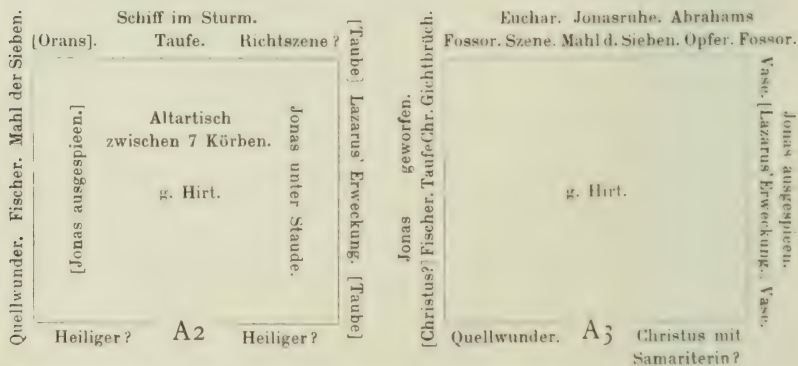 Schiff im Sturm.
[Orans]. Taufe. Richtszene?
Quellwunder. Fischer. Mahl der Sieben.
[Jonas ausgespieen.]
Altartisch
zwischen 7 Körben.
g. Hirt.
Jonas unter Staude.
[Taube] Lazarus' Erweckung. [Taube]
Heiliger? A2 Heiliger?
Euchar. Jonasruhe. Abrahams
Fossor. Szene. Mahl d. Sieben. Opfer. Fossor.
Jonas geworfen.
[Christus?] Fischer. Taufe Chr. Gichtbrüch.
g. Hirt.
Vase. [Lazarus' Erweckung. Vase.
Jonas ausgespieen.
Quellwunder. A3 Christus mit
Samariterin?